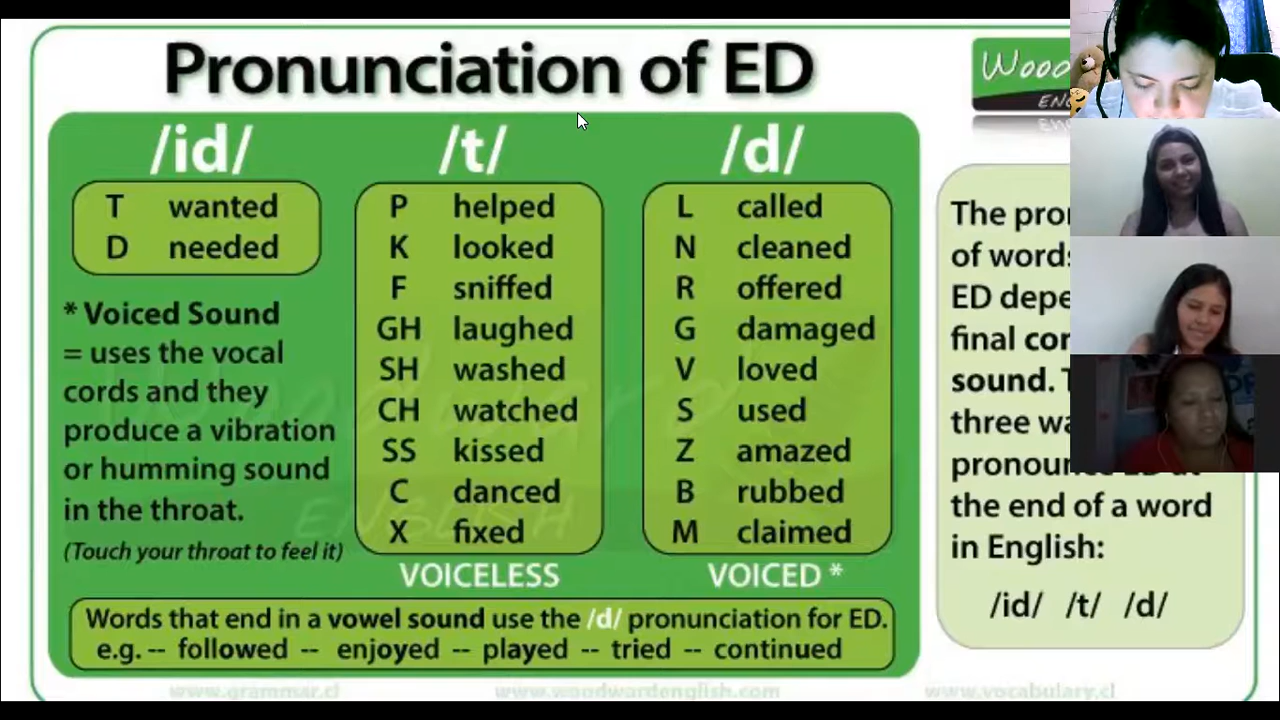 Pronunciation of ED
/id/
T wanted
D needed
* Voiced Sound
= uses the vocal
cords and they
produce a vibration
or humming sound
in the throat.
(Touch your throat to feel it)
/t/
P helped
K looked
F sniffed
GH laughed
SH washed
CH watched
SS kissed
C danced
X fixed
VOICELESS
/d/
L called
N cleaned
R offered
G damaged
V loved
S used
Z amazed
B rubbed
M claimed
VOICED *
Words that end in a vowel sound use the /d/ pronunciation for ED.
e.g. -- followed -- enjoyed -- played -- tried -- continued
The
of
ED
final
sound.
three
the end of a word
in English:
/id/ /t/ /d/
www.grammar.cl www.woodwardenglish.com www.vocabulary.cl